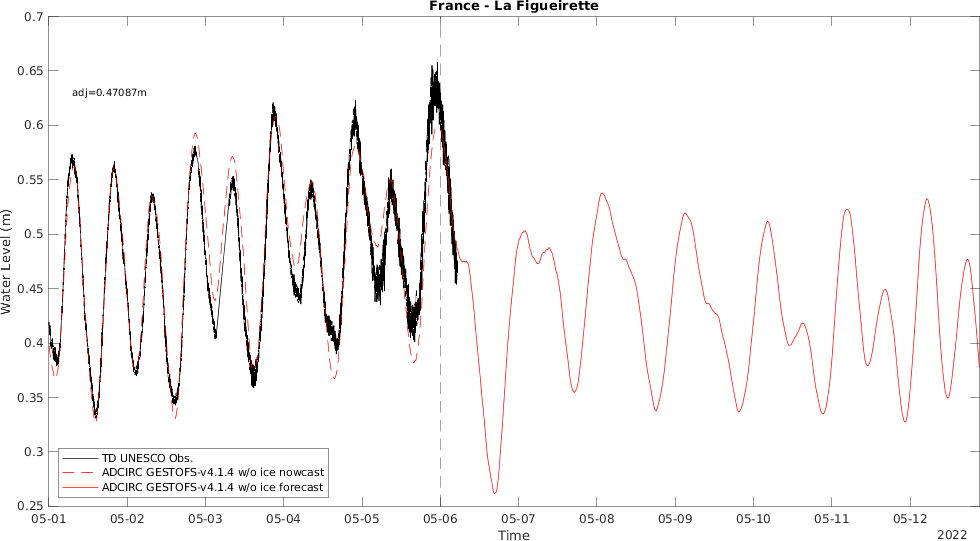 France - La Figueirette
0.7
0.65
0.6
0.55
0.5
0.45
0.4
0.35
0.3
0.25
Water Level (m)
adj=0.47087m
TD UNESCO Obs.
ADCIRC GESTOFS-v4.1.4 w/o ice nowcast
ADCIRC GESTOFS-v4.1.4 w/o ice forecast
05-01 05-02 05-03 05-04 05-05 05-06 05-07 05-08 05-09 05-10 05-11 05-12
Time
2022